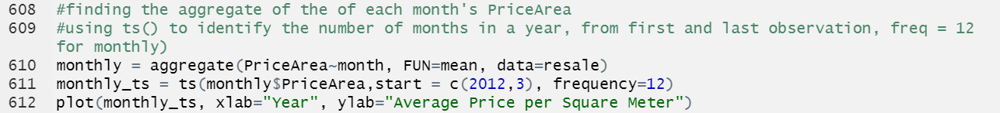 608 #finding the aggregate of the of each month's PriceArea
609 #using ts() to identify the number of months in a year, from first and last observation, freq = 12
for monthly)
610 monthly = aggregate(PriceArea~month, FUN=mean, data=resale)
611 monthly_ts = ts(monthly$PriceArea,start = c(2012,3), frequency=12)
612 plot(monthly_ts, xlab="Year", ylab="Average Price per Square Meter")